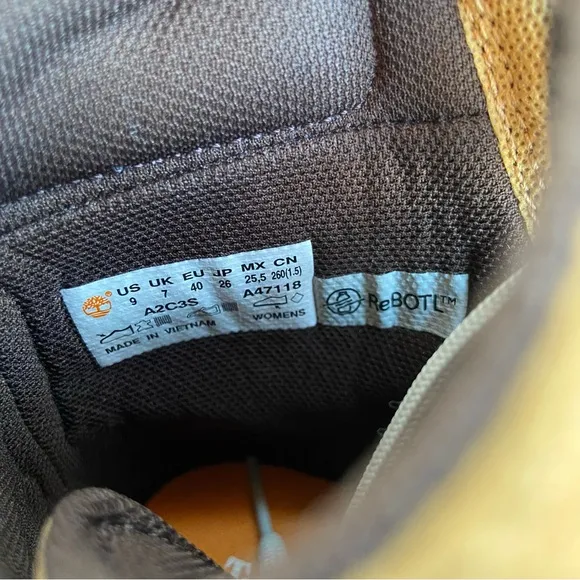 US UK EU JP MX CN
9 7 40 26 25,5 260(1.5)
A2C3S A47118
MADE IN VIETNAM WOMENS
ReBOTL™